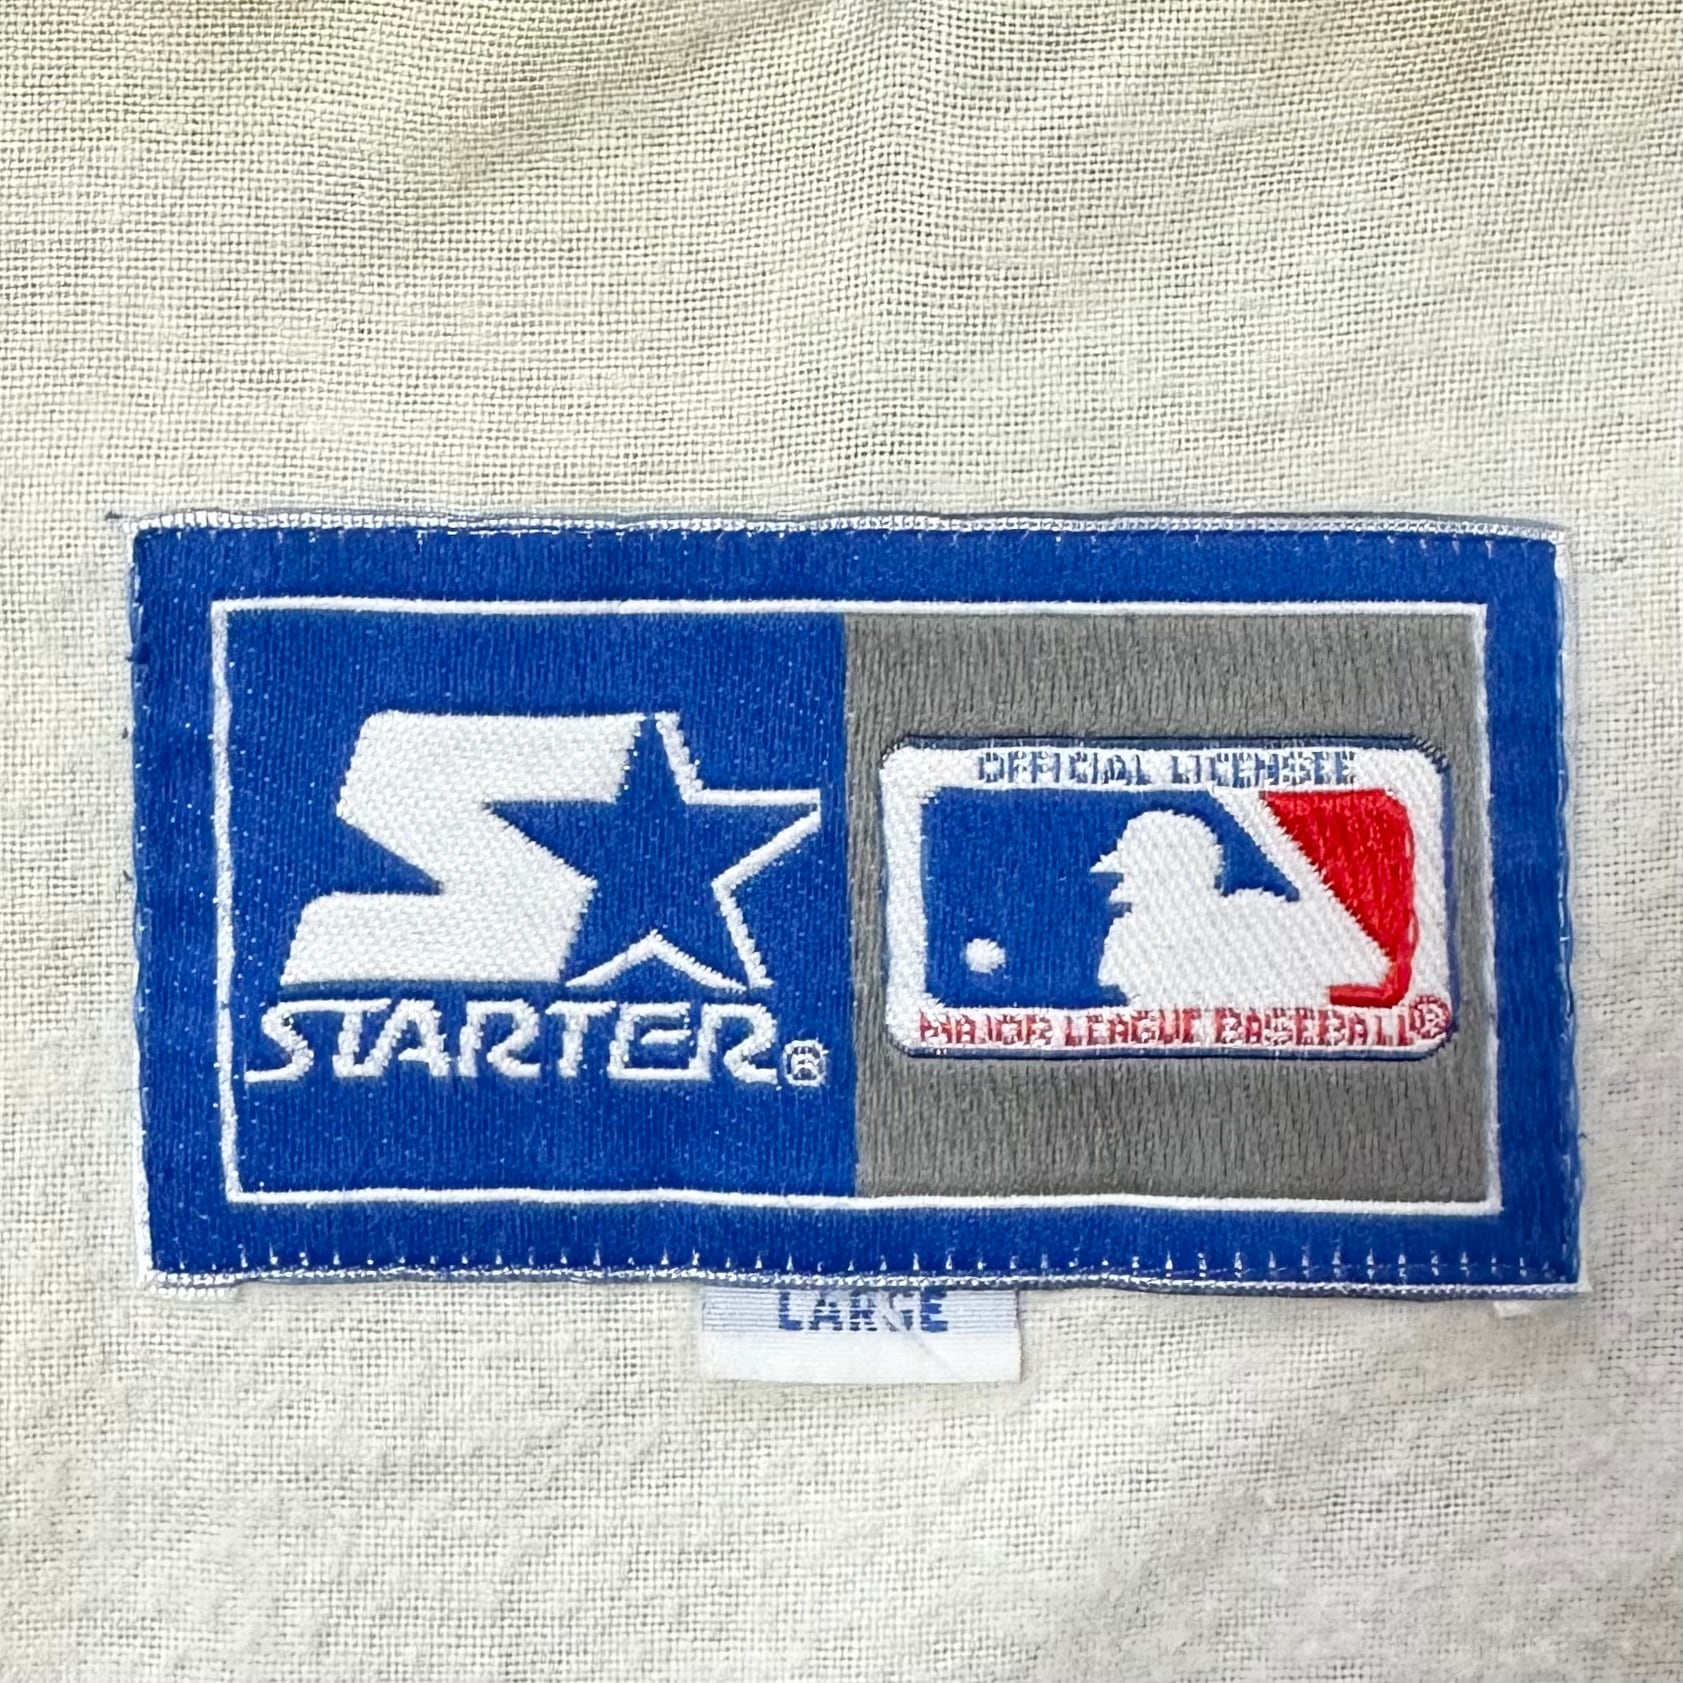 STARTER®
OFFICIAL LICENSEE
MAJOR LEAGUE BASEBALL®
LARGE